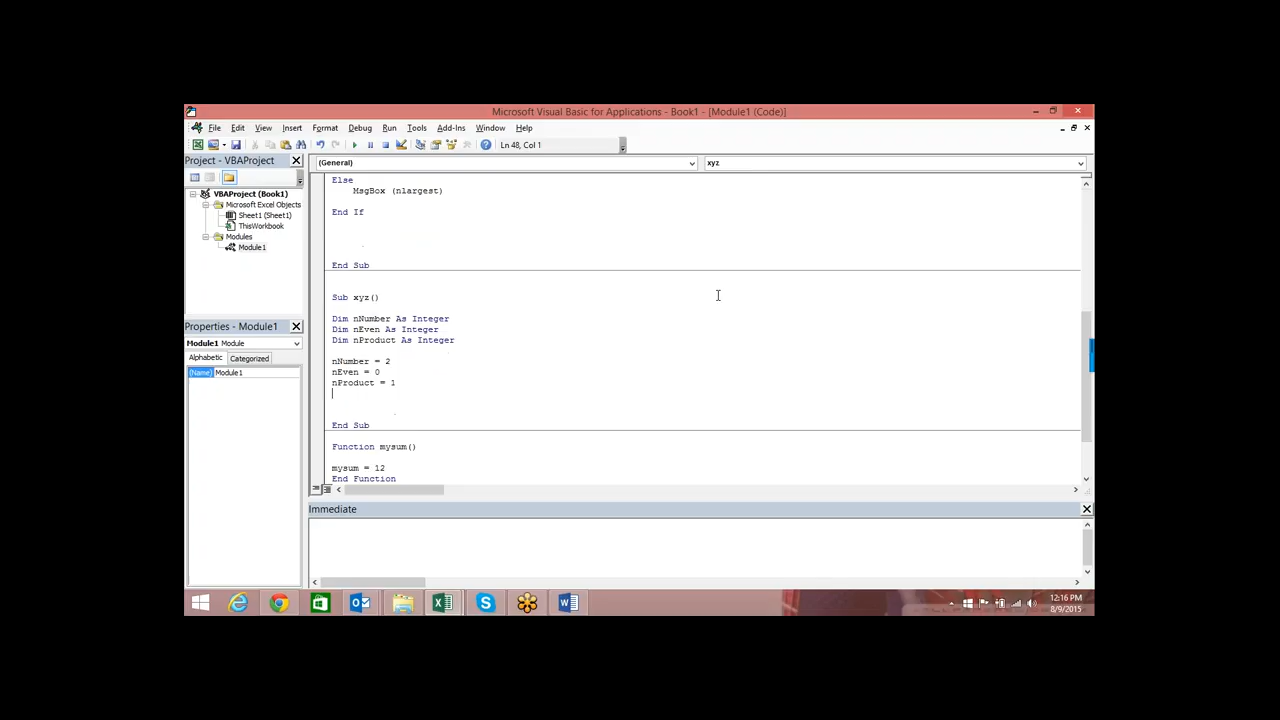 Microsoft Visual Basic for Applications - Book1 - [Module1 (Code)]
File Edit View Insert Format Debug Run Tools Add-Ins Window Help
Ln 48, Col 1
Project - VBAProject
(General)
xyz
VBAProject (Book1)
Microsoft Excel Objects
Sheet1 (Sheet1)
ThisWorkbook
Modules
Module1
Else
MsgBox (nlargest)
End If
End Sub
Sub xyz()
Dim nNumber As Integer
Dim nEven As Integer
Dim nProduct As Integer
nNumber = 2
nEven = 0
nProduct = 1
End Sub
Function mysum()
mysum = 12
End Function
Properties - Module1
Module1 Module
Alphabetic Categorized
(Name) Module1
Immediate
12:16 PM
8/9/2015